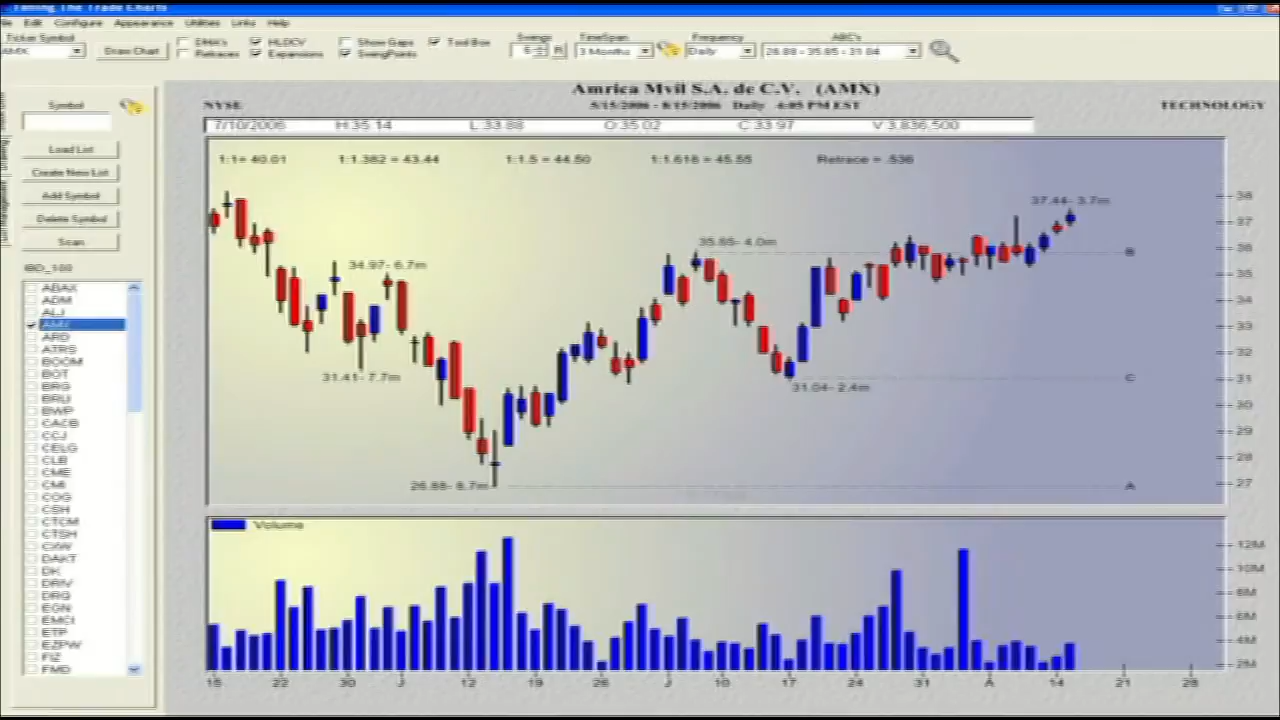 Timing The Trade Charts
Edit Configure Appearance Utilities Links Help
Ticker Symbol
AMX
Draw Chart
DMA's HLOCV Show Gaps Tool Box
Retraces Expansions SwingPoints
Swings TimeSpan Frequency ABC's
5 R 3 Months Daily 26.88 - 35.85 - 31.04
Amrica Mvil S.A. de C.V. (AMX)
NYSE 5/15/2006 - 8/15/2006 Daily 4:05 PM EST TECHNOLOGY
7/10/2006 H:35.14 L:33.88 O:35.02 C:33.97 V:3,836,500
1:1= 40.01 1:1.382 = 43.44 1:1.5 = 44.50 1:1.618 = 45.55 Retrace = .536
Symbol
Load List
Create New List
Add Symbol
Delete Symbol
Scan
IBD_100
ABAX
ADM
ALJ
AMX
ARD
ATRS
BOOM
BOT
BRG
BRU
BWP
CACB
CCJ
CELG
CLB
CME
CMI
COG
CSH
CTCM
CTSH
CXW
DAKT
DK
DRIV
DRQ
EGN
EMCI
ETP
EZPW
FIZ
FMD
37.44- 3.7m
35.85- 4.0m
34.97- 6.7m
31.41- 7.7m
31.04- 2.4m
26.88- 8.7m
B
C
A
38
37
36
35
34
33
32
31
30
29
28
27
Volume
12M
10M
8M
6M
4M
2M
15 22 30 J 12 19 26 J 10 17 24 31 A 14 21 28